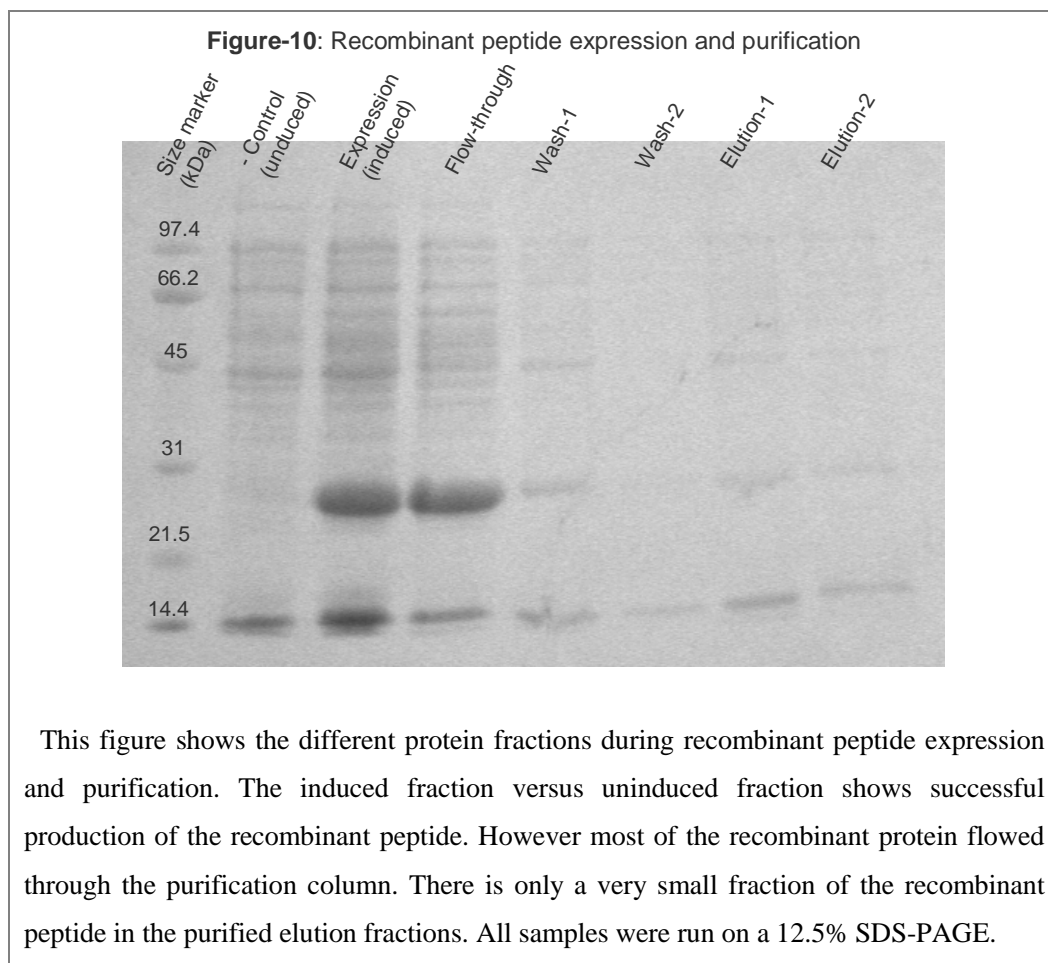 Figure-10: Recombinant peptide expression and purification
Size marker
(kDa)
- Control
(unduced)
Expression
(induced)
Flow-through
Wash-1
Wash-2
Elution-1
Elution-2
97.4
66.2
45
31
21.5
14.4
This figure shows the different protein fractions during recombinant peptide expression
and purification. The induced fraction versus uninduced fraction shows successful
production of the recombinant peptide. However most of the recombinant protein flowed
through the purification column. There is only a very small fraction of the recombinant
peptide in the purified elution fractions. All samples were run on a 12.5% SDS-PAGE.